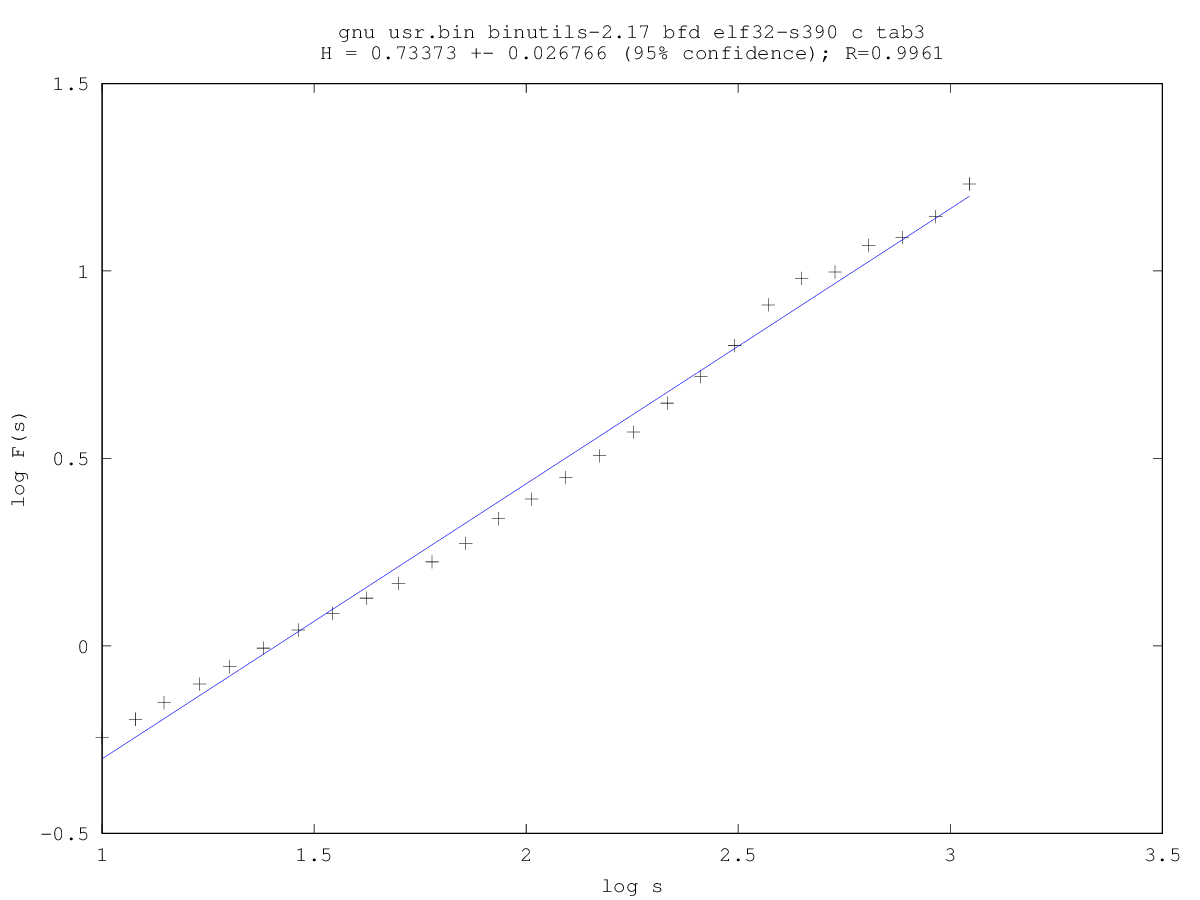 gnu usr.bin binutils-2.17 bfd elf32-s390 c tab3
H = 0.73373 +- 0.026766 (95% confidence); R=0.9961
1.5
1
0.5
0
-0.5
log F(s)
1 1.5 2 2.5 3 3.5
log s